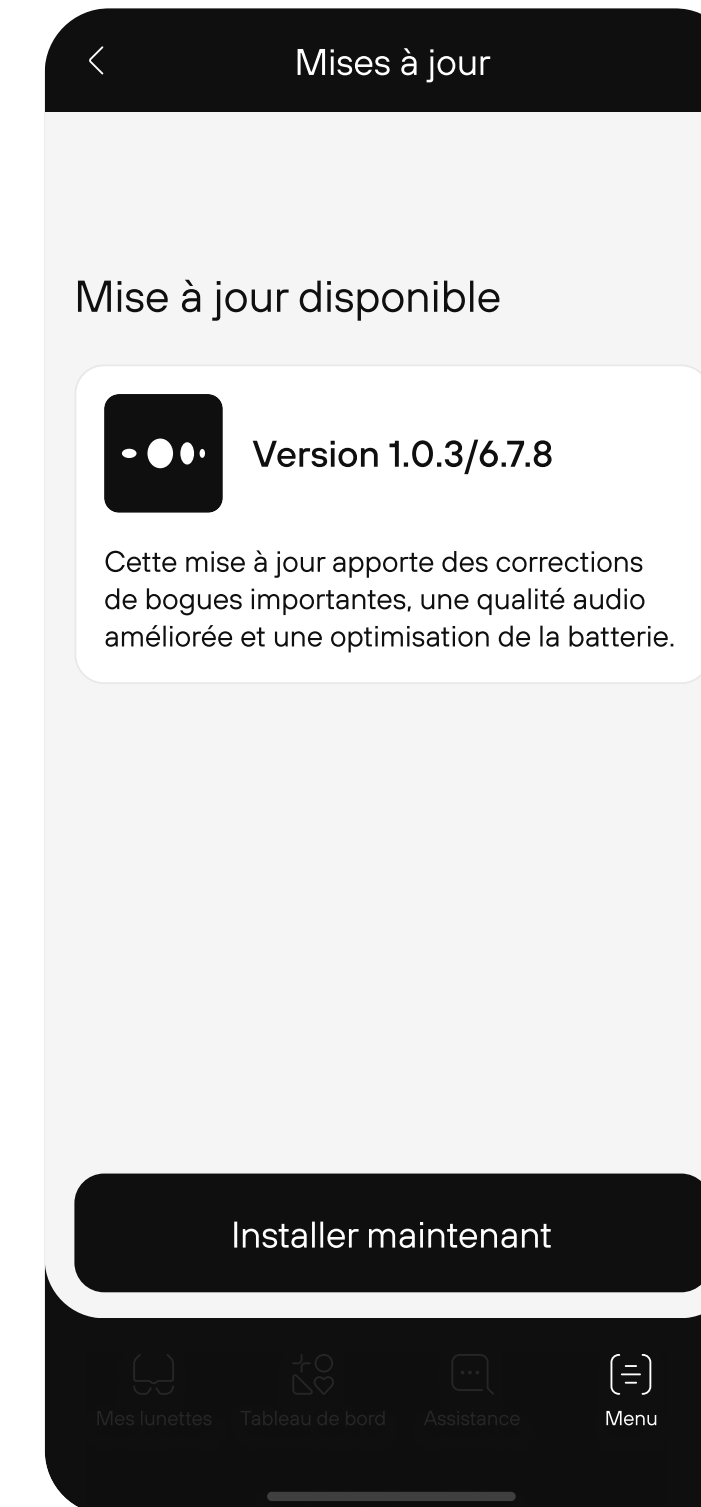 Mises à jour
Mise à jour disponible
Version 1.0.3/6.7.8
Cette mise à jour apporte des corrections
de bogues importantes, une qualité audio
améliorée et une optimisation de la batterie.
Installer maintenant
Mes lunettes Tableau de bord Assistance Menu